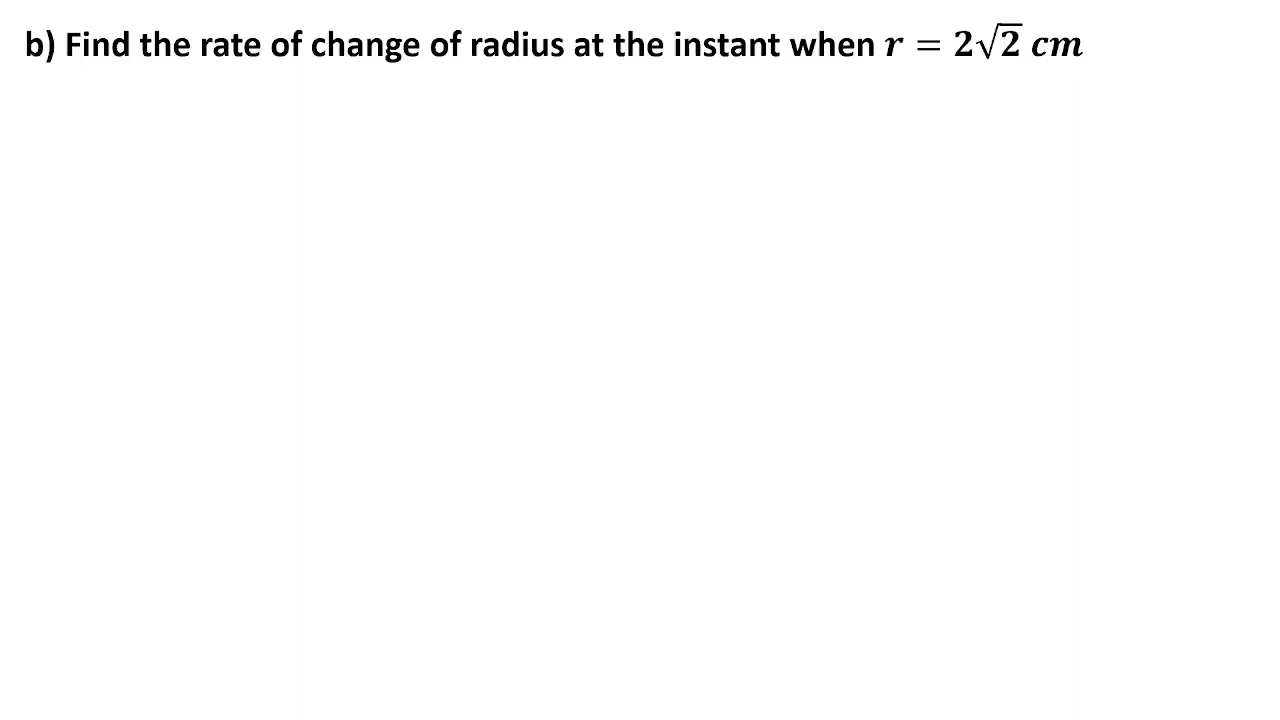 b) Find the rate of change of radius at the instant when r = 2√2 cm